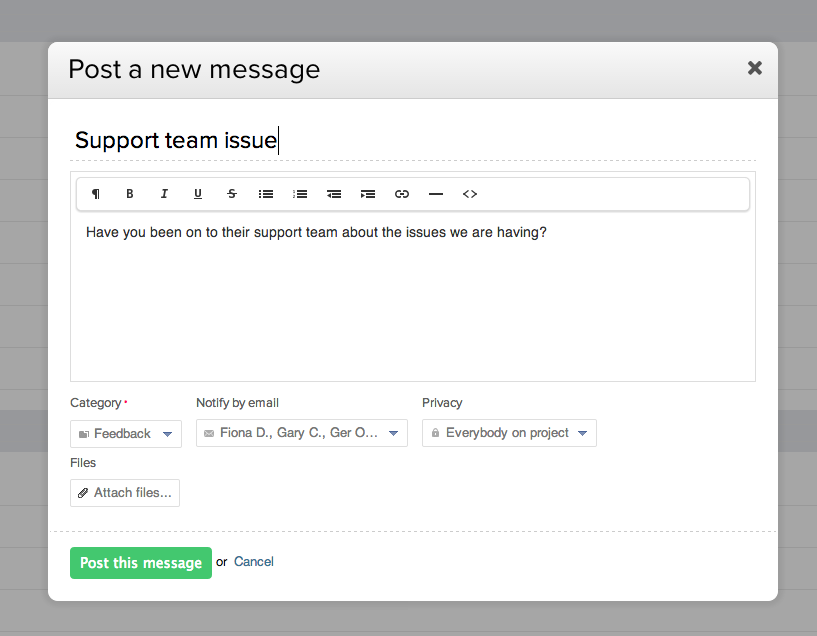 Post a new message
Support team issue
¶ B I U S <>
Have you been on to their support team about the issues we are having?
Category • Notify by email Privacy
Feedback Fiona D., Gary C., Ger O... Everybody on project
Files
Attach files...
Post this message or Cancel